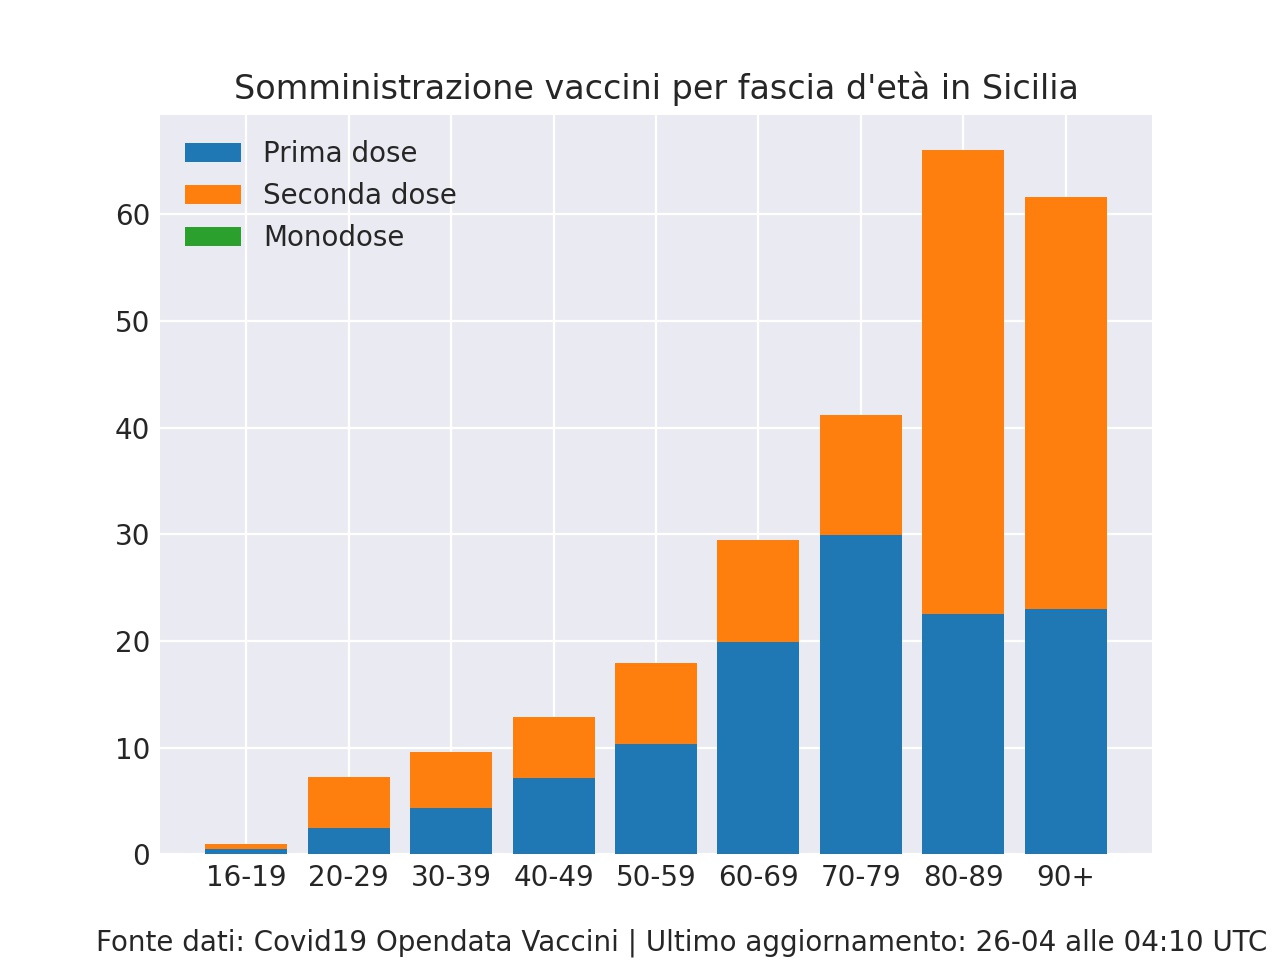 Somministrazione vaccini per fascia d'età in Sicilia
Prima dose
Seconda dose
Monodose
60
50
40
30
20
10
0
16-19 20-29 30-39 40-49 50-59 60-69 70-79 80-89 90+
Fonte dati: Covid19 Opendata Vaccini | Ultimo aggiornamento: 26-04 alle 04:10 UTC